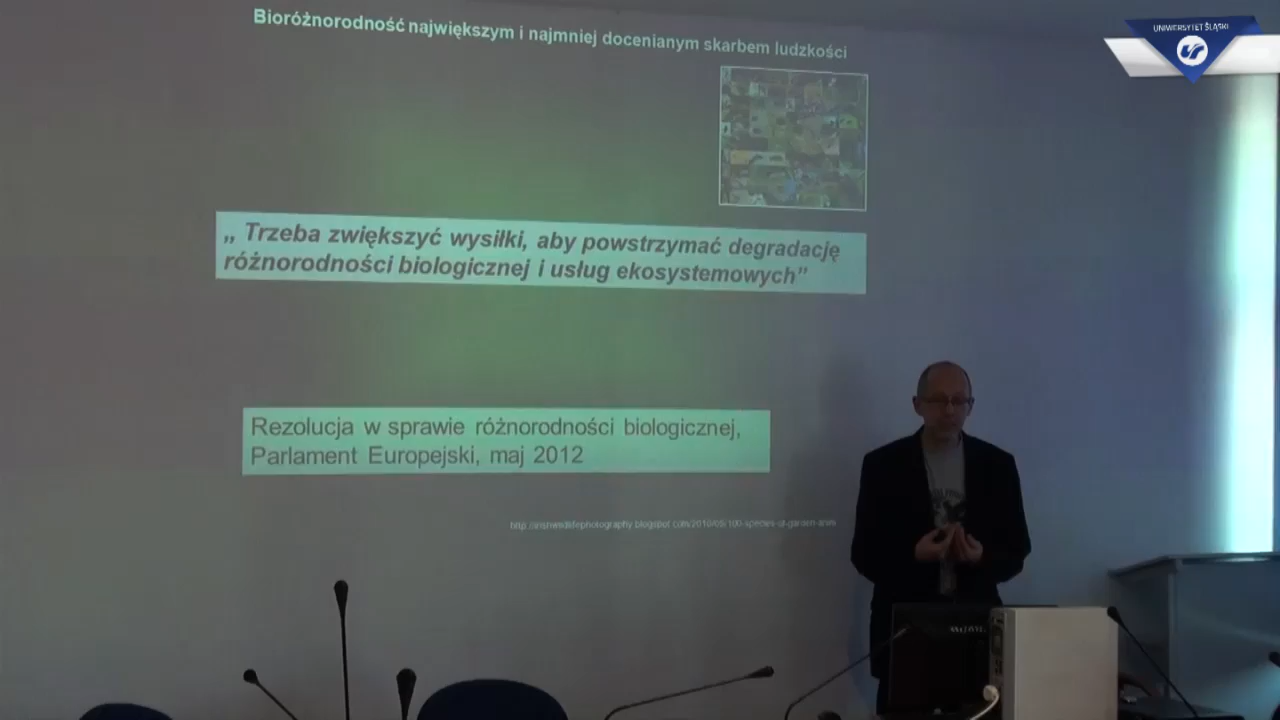 Bioróżnorodność największym i najmniej docenianym skarbem ludzkości
UNIWERSYTET ŚLĄSKI
„ Trzeba zwiększyć wysiłki, aby powstrzymać degradację
różnorodności biologicznej i usług ekosystemowych”
Rezolucja w sprawie różnorodności biologicznej,
Parlament Europejski, maj 2012